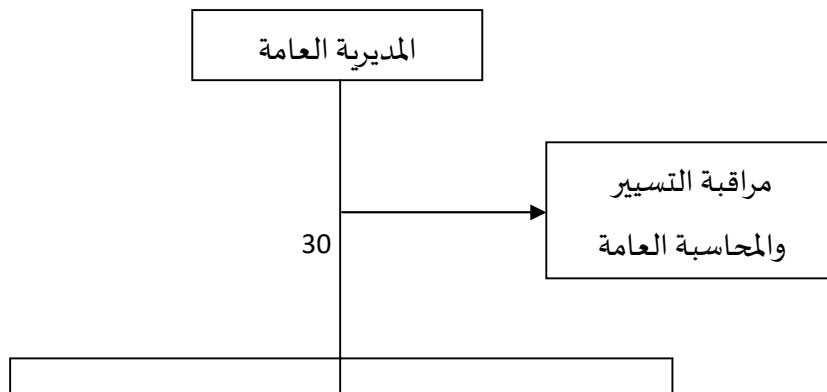 المديرية العامة
مراقبة التسيير
والمحاسبة العامة
30